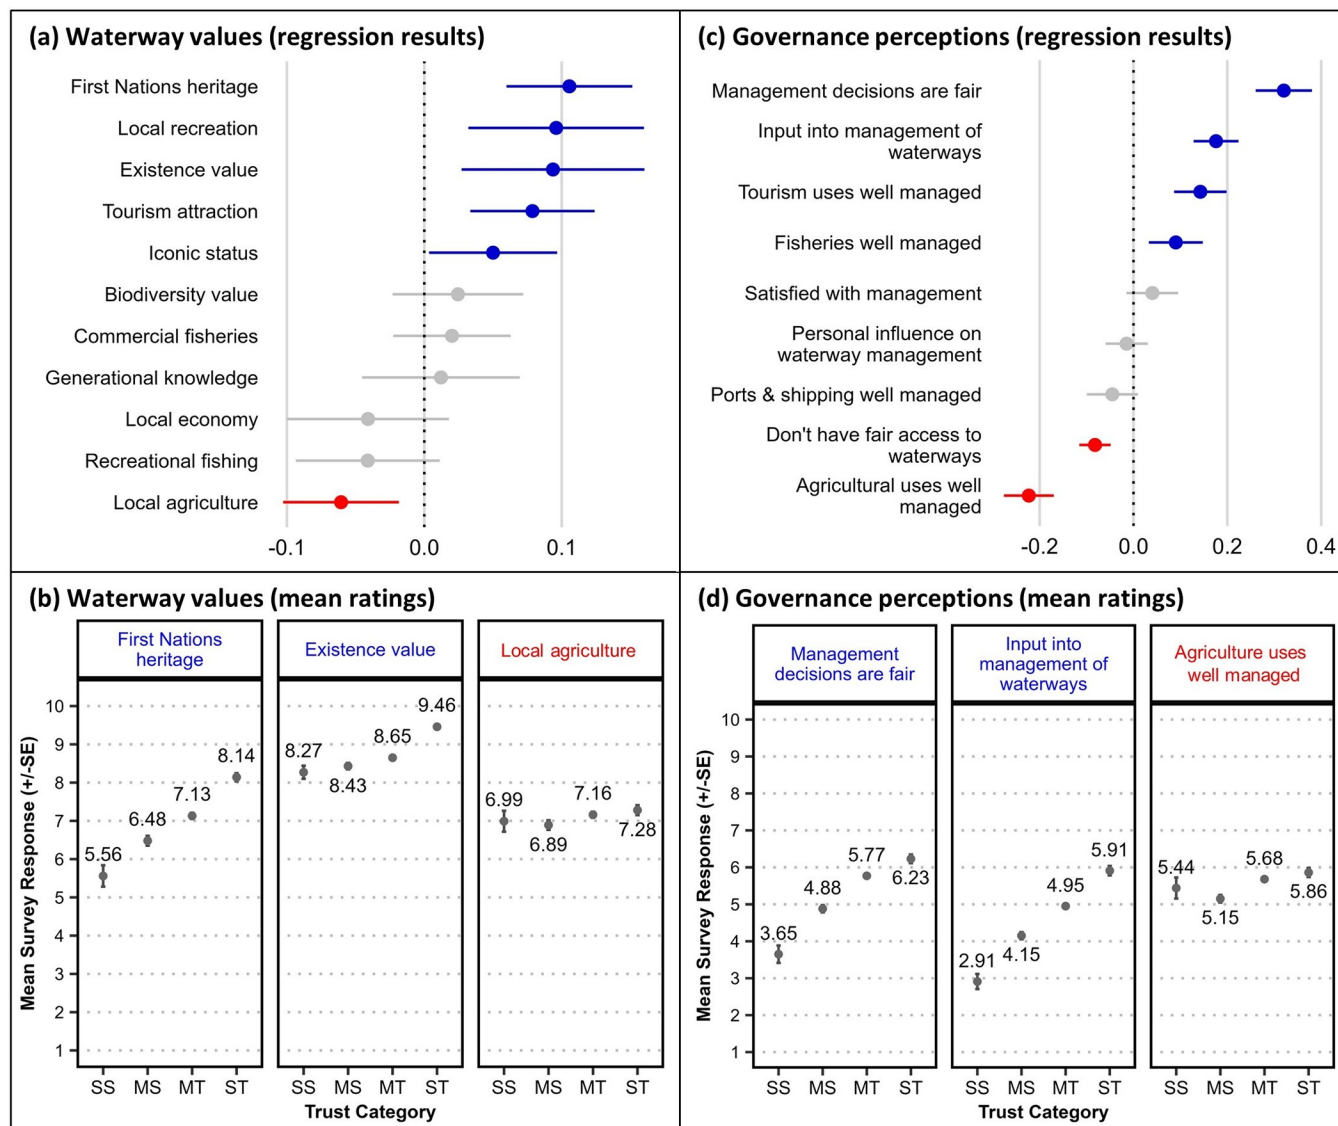 (a) Waterway values (regression results)
First Nations heritage
Local recreation
Existence value
Tourism attraction
Iconic status
Biodiversity value
Commercial fisheries
Generational knowledge
Local economy
Recreational fishing
Local agriculture
-0.1 0.0 0.1
(c) Governance perceptions (regression results)
Management decisions are fair
Input into management of
waterways
Tourism uses well managed
Fisheries well managed
Satisfied with management
Personal influence on
waterway management
Ports & shipping well managed
Don't have fair access to
waterways
Agricultural uses well
managed
-0.2 0.0 0.2 0.4
(b) Waterway values (mean ratings)
First Nations
heritage
Existence value
Local agriculture
Mean Survey Response (+/-SE)
10
9
8
7
6
5
4
3
2
1
5.56
6.48
7.13
8.14
8.27
8.43
8.65
9.46
6.99
6.89
7.16
7.28
SS MS MT ST
SS MS MT ST
SS MS MT ST
Trust Category
(d) Governance perceptions (mean ratings)
Management
decisions are fair
Input into
management of
waterways
Agriculture uses
well managed
Mean Survey Response (+/-SE)
10
9
8
7
6
5
4
3
2
1
3.65
4.88
5.77
6.23
2.91
4.15
4.95
5.91
5.44
5.15
5.68
5.86
SS MS MT ST
SS MS MT ST
SS MS MT ST
Trust Category